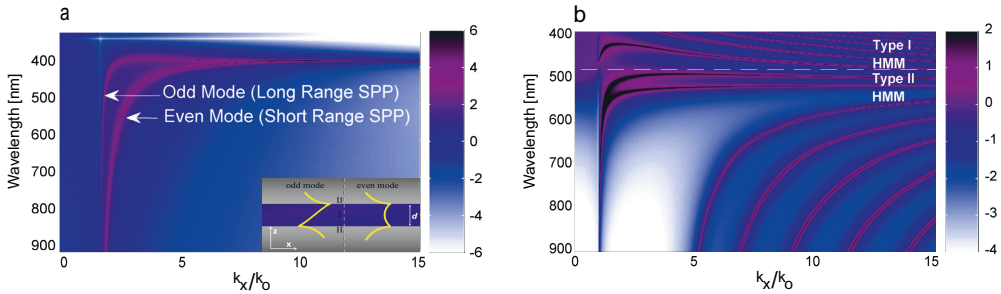 a
Wavelength [nm]
400
500
600
700
800
900
0
5
10
15
kx/ko
Odd Mode (Long Range SPP)
Even Mode (Short Range SPP)
odd mode
even mode
II
I
II
d
z
x
6
4
2
0
-2
-4
-6
b
Wavelength [nm]
400
500
600
700
800
900
0
5
10
15
kx/ko
Type I
HMM
Type II
HMM
2
1
0
-1
-2
-3
-4